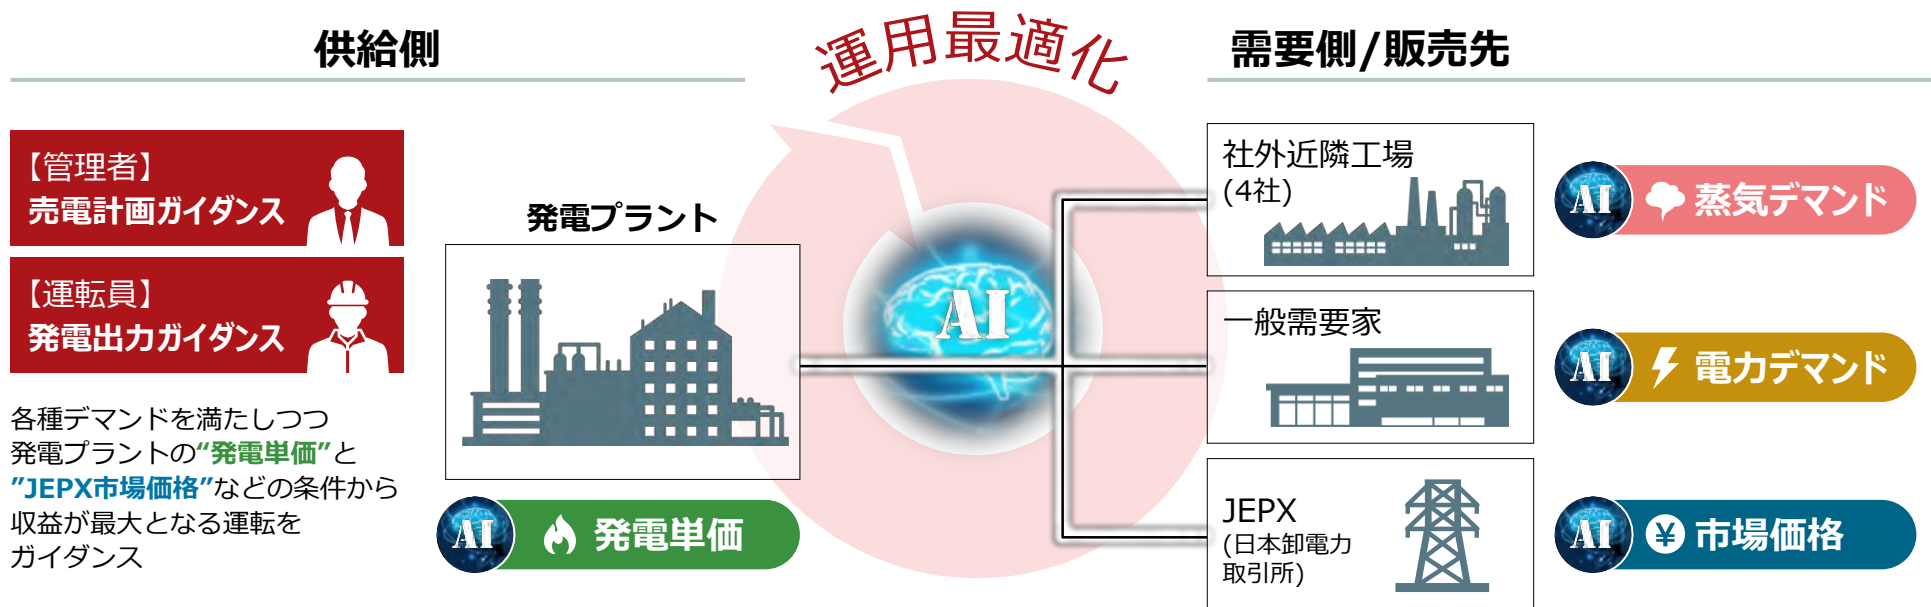 供給側
運用最適化
需要側/販売先
【管理者】
売電計画ガイダンス
【運転員】
発電出力ガイダンス
各種デマンドを満たしつつ
発電プラントの“発電単価”と
”JEPX市場価格”などの条件から
収益が最大となる運転を
ガイダンス
発電プラント
AI 発電単価
AI
社外近隣工場
(4社)
AI 蒸気デマンド
一般需要家
AI 電力デマンド
JEPX
(日本卸電力
取引所)
AI ¥ 市場価格